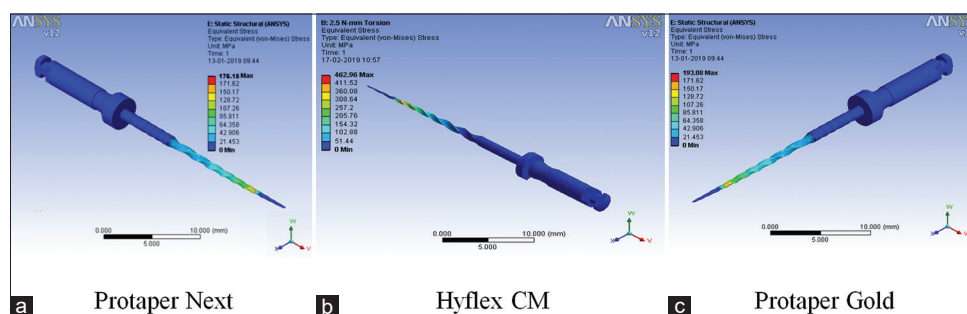 ANSYS
v12
E: Static Structural (ANSYS)
Equivalent Stress
Type: Equivalent (von-Mises) Stress
Unit: MPa
Time: 1
13-01-2019 09:44
176.15 Max
171.62
150.17
128.72
107.26
85.811
64.358
42.906
21.453
0 Min
0.000
10.000 (mm)
5.000
a
Protaper Next
B: 2.5 N-mm Torsion
Equivalent Stress
Type: Equivalent (von-Mises) Stress
Unit: MPa
Time: 1
17-02-2019 10:57
462.96 Max
411.52
360.08
308.64
257.2
205.76
154.32
102.88
51.44
0 Min
ANSYS
v12
0.000
10.000 (mm)
5.000
b
Hyflex CM
E: Static Structural (ANSYS)
Equivalent Stress
Type: Equivalent (von-Mises) Stress
Unit: MPa
Time: 1
13-01-2019 09:44
193.08 Max
171.62
150.17
128.72
107.26
85.811
64.358
42.906
21.453
0 Min
ANSYS
v12
0.000
10.000 (mm)
5.000
c
Protaper Gold